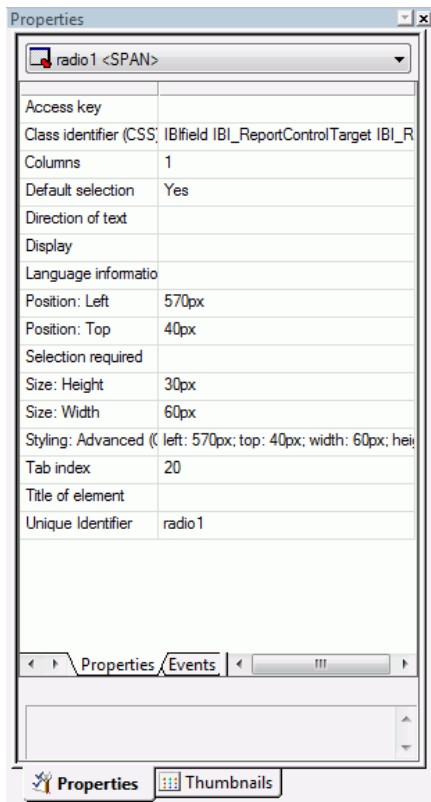 Properties
radio1 <SPAN>
Access key
Class identifier (CSS) IBIfield IBI_ReportControlTarget IBI_R
Columns 1
Default selection Yes
Direction of text
Display
Language informatio
Position: Left 570px
Position: Top 40px
Selection required
Size: Height 30px
Size: Width 60px
Styling: Advanced (C left: 570px; top: 40px; width: 60px; hei
Tab index 20
Title of element
Unique Identifier radio1
Properties Events
Properties Thumbnails